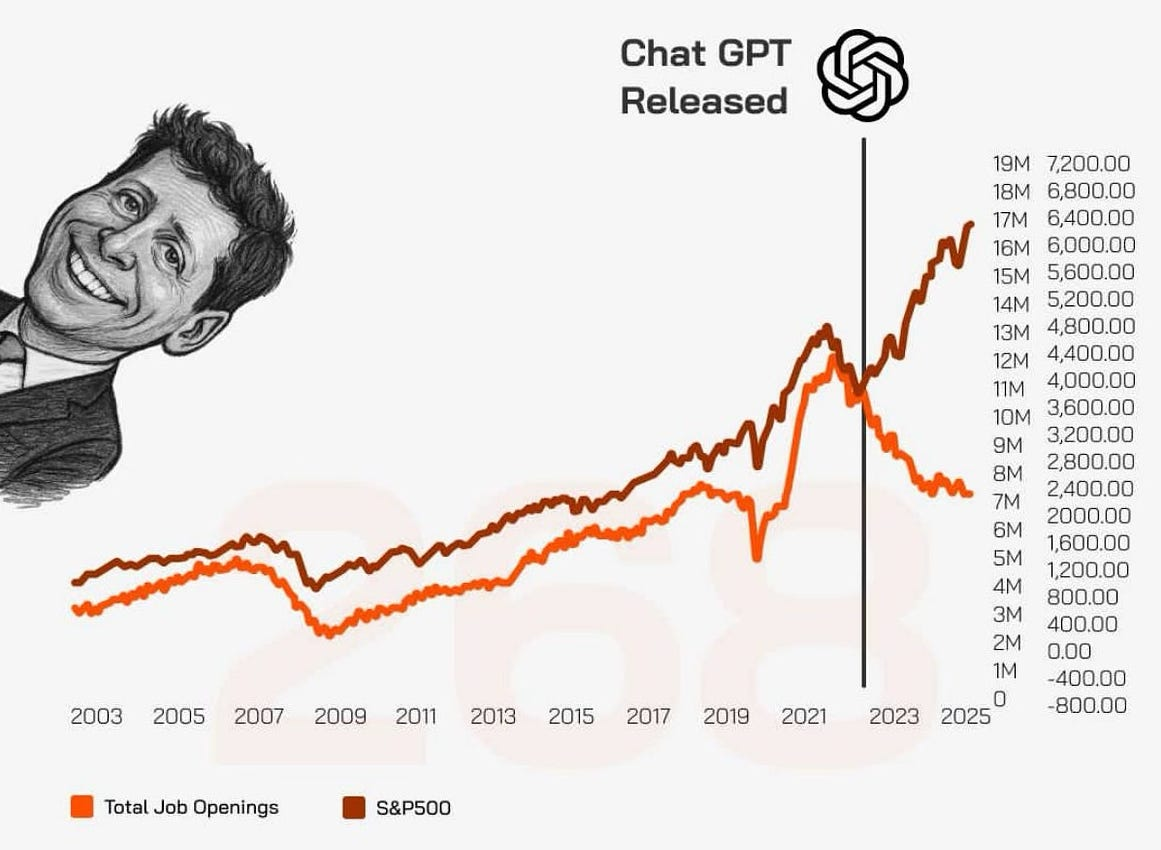 Chat GPT
Released
19M 7,200.00
18M 6,800.00
17M 6,400.00
16M 6,000.00
15M 5,600.00
14M 5,200.00
13M 4,800.00
12M 4,400.00
11M 4,000.00
10M 3,600.00
9M 3,200.00
8M 2,800.00
7M 2,400.00
6M 2000.00
5M 1,600.00
4M 1,200.00
3M 800.00
2M 400.00
1M 0.00
0 -400.00
-800.00
268
2003 2005 2007 2009 2011 2013 2015 2017 2019 2021 2023 2025
Total Job Openings S&P500